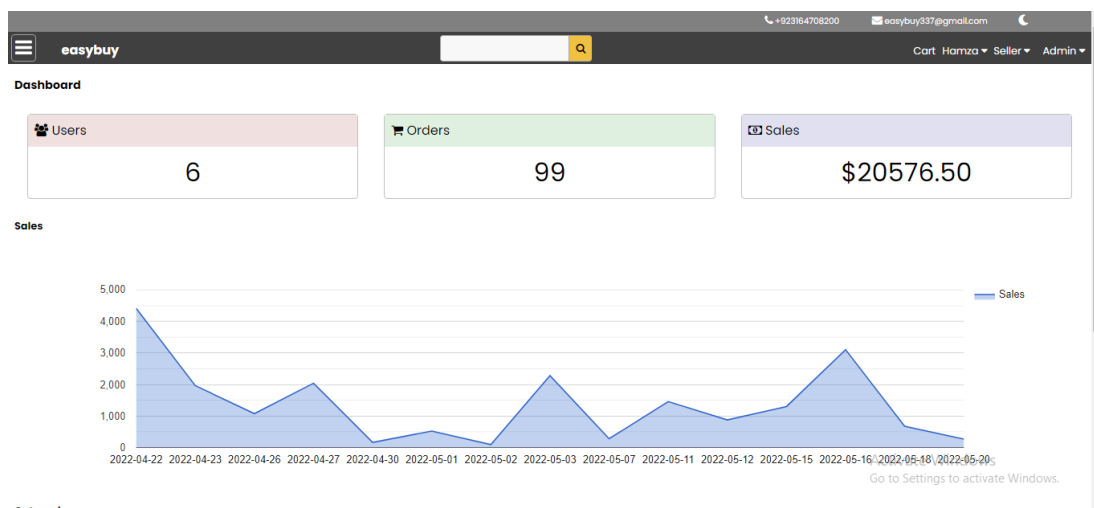 +923164708200 easybuy337@gmail.com
easybuy Cart Hamza Seller Admin
Dashboard
Users
6
Orders
99
Sales
$20576.50
Sales
5,000
4,000
3,000
2,000
1,000
0
Sales
2022-04-22 2022-04-23 2022-04-26 2022-04-27 2022-04-30 2022-05-01 2022-05-02 2022-05-03 2022-05-07 2022-05-11 2022-05-12 2022-05-15 2022-05-16 2022-05-18 2022-05-20
Activate Windows
Go to Settings to activate Windows.